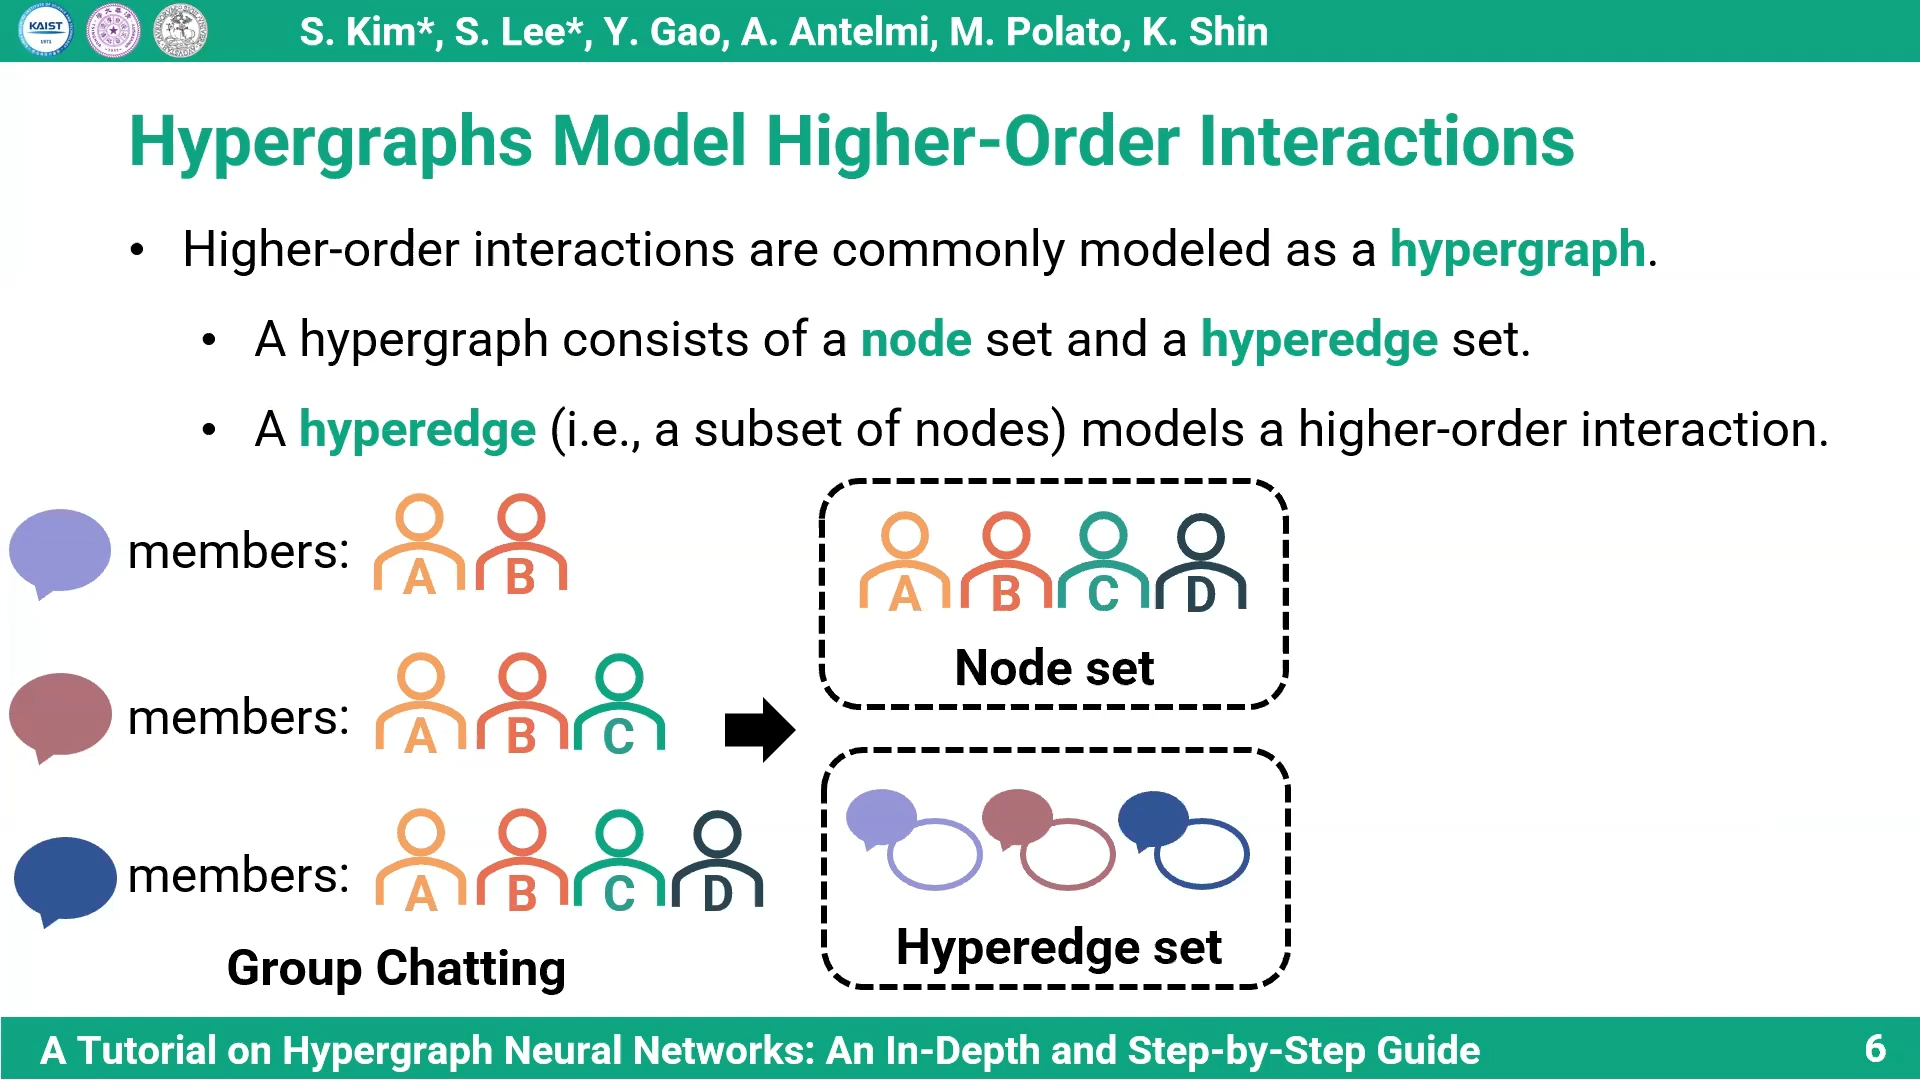 KAIST
1971
S. Kim*, S. Lee*, Y. Gao, A. Antelmi, M. Polato, K. Shin
Hypergraphs Model Higher-Order Interactions
• Higher-order interactions are commonly modeled as a hypergraph.
• A hypergraph consists of a node set and a hyperedge set.
• A hyperedge (i.e., a subset of nodes) models a higher-order interaction.
members: A B
members: A B C
members: A B C D
Group Chatting
A B C D
Node set
Hyperedge set
A Tutorial on Hypergraph Neural Networks: An In-Depth and Step-by-Step Guide
6